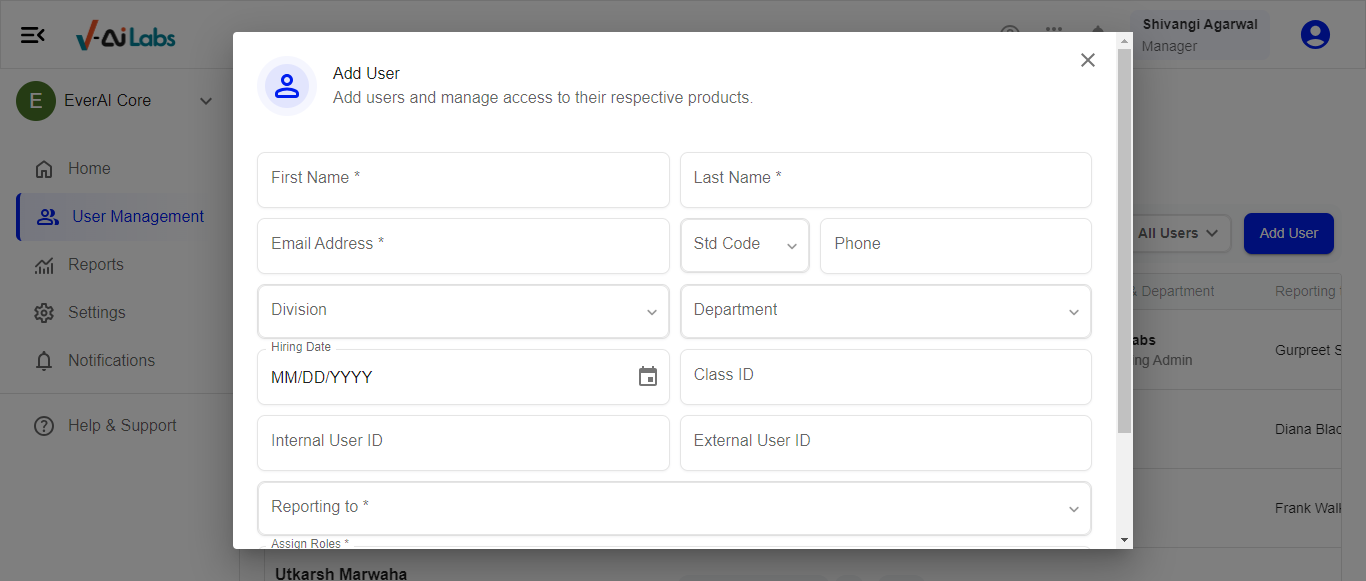 V-Ai Labs
Shivangi Agarwal
Manager
E
EverAI Core
Home
User Management
Reports
Settings
Notifications
Help & Support
Add User
Add users and manage access to their respective products.
First Name *
Last Name *
Email Address *
Std Code
Phone
Division
Department
Hiring Date
MM/DD/YYYY
Class ID
Internal User ID
External User ID
Reporting to *
Assign Roles *
All Users
Add User
& Department
Reporting
abs
ng Admin
Gurpreet S
Diana Blac
Frank Walk
Utkarsh Marwaha